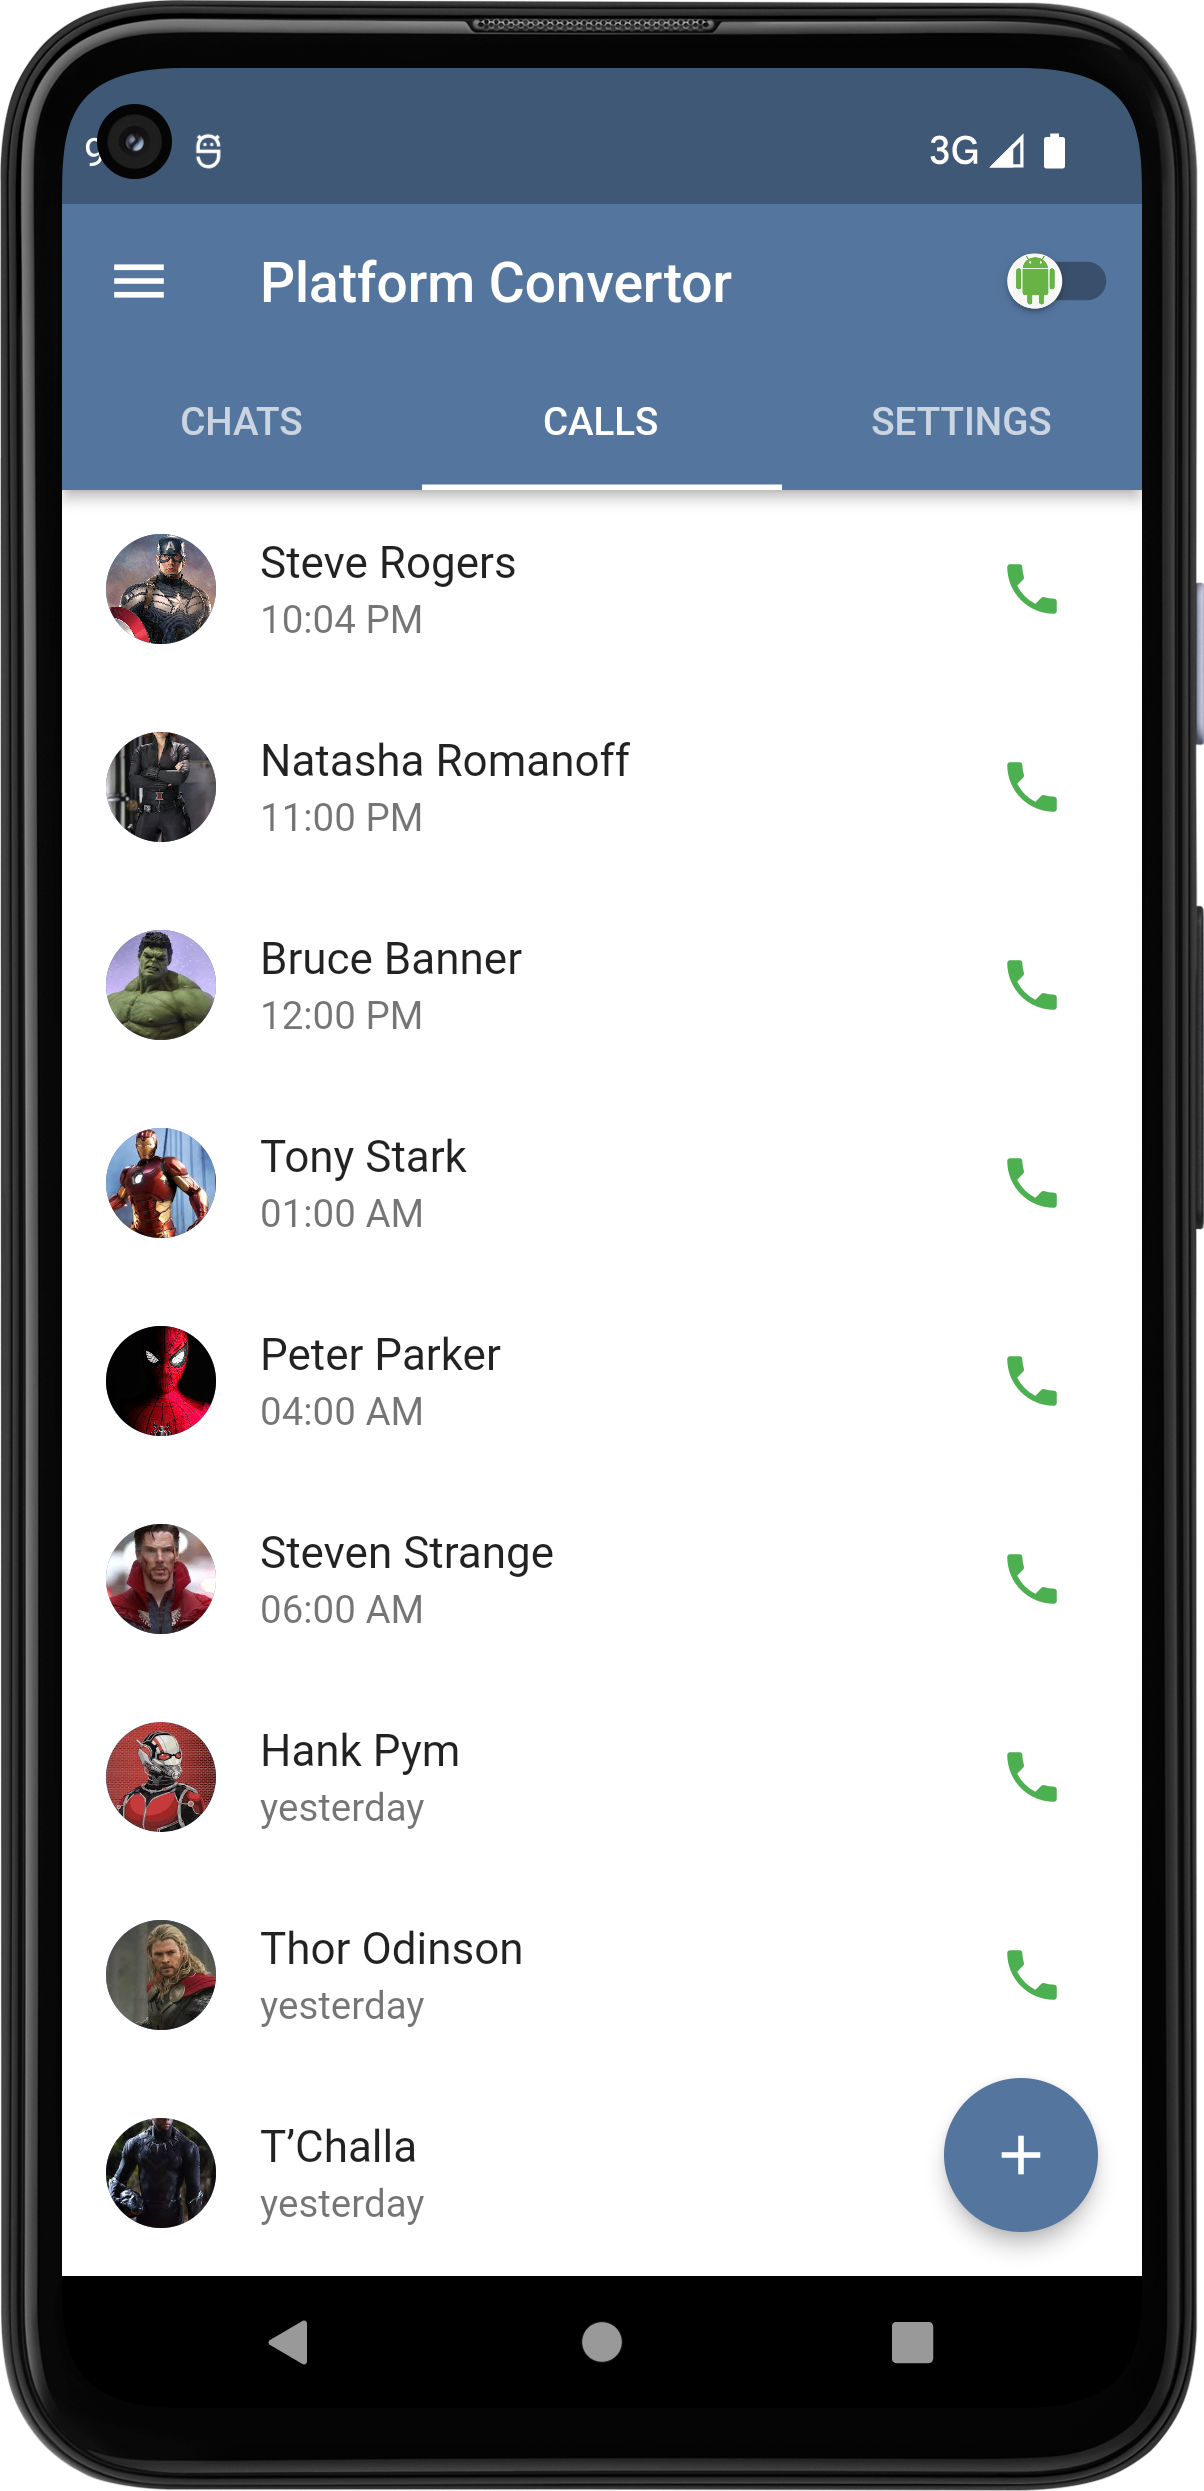 3G
Platform Convertor
CHATS CALLS SETTINGS
Steve Rogers
10:04 PM
Natasha Romanoff
11:00 PM
Bruce Banner
12:00 PM
Tony Stark
01:00 AM
Peter Parker
04:00 AM
Steven Strange
06:00 AM
Hank Pym
yesterday
Thor Odinson
yesterday
T’Challa
yesterday